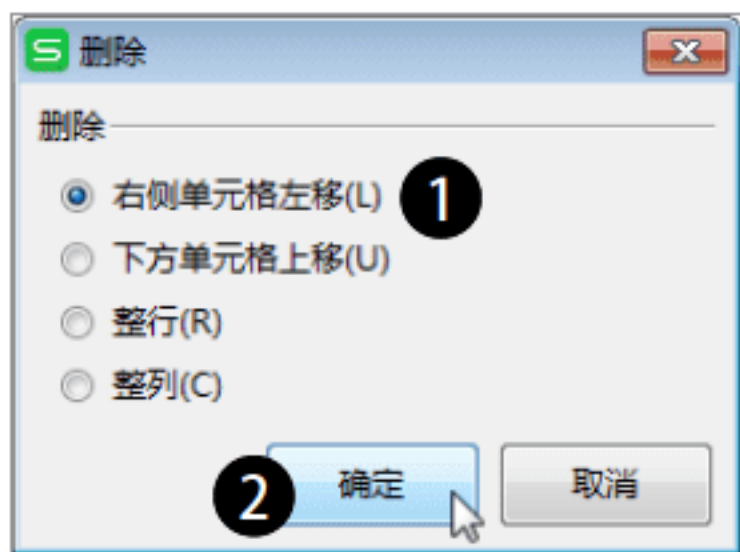 S 删除
删除
右侧单元格左移(L) 1
下方单元格上移(U)
整行(R)
整列(C)
2 确定 取消